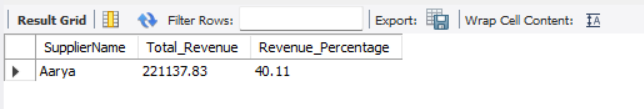 Result Grid Filter Rows: Export: Wrap Cell Content:
SupplierName Total_Revenue Revenue_Percentage
Aarya 221137.83 40.11